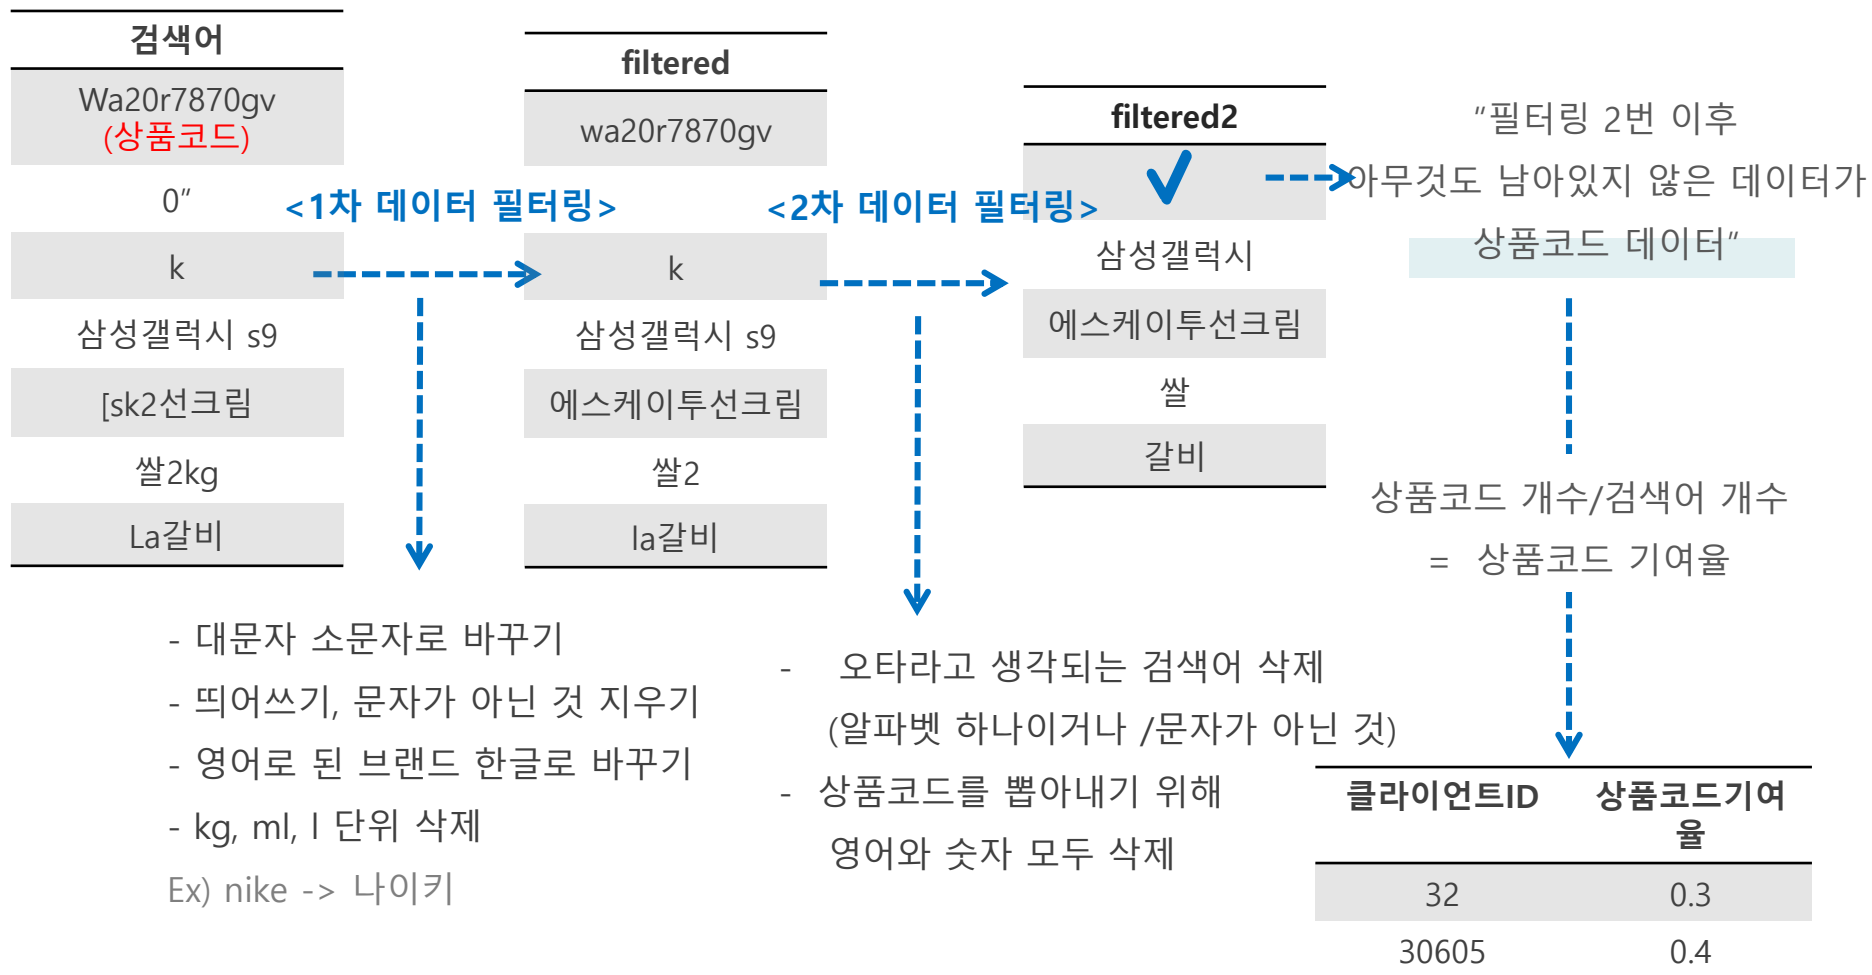 검색어
Wa20r7870gv
(상품코드)
0"
k
삼성갤럭시 s9
[sk2선크림
쌀2kg
La갈비
<1차 데이터 필터링>
filtered
wa20r7870gv
k
삼성갤럭시 s9
에스케이투선크림
쌀2
la갈비
<2차 데이터 필터링>
filtered2
삼성갤럭시
에스케이투선크림
쌀
갈비
"필터링 2번 이후
아무것도 남아있지 않은 데이터가
상품코드 데이터"
상품코드 개수/검색어 개수
= 상품코드 기여율
- 대문자 소문자로 바꾸기
- 띄어쓰기, 문자가 아닌 것 지우기
- 영어로 된 브랜드 한글로 바꾸기
- kg, ml, l 단위 삭제
Ex) nike -> 나이키
- 오타라고 생각되는 검색어 삭제
(알파벳 하나이거나 /문자가 아닌 것)
- 상품코드를 뽑아내기 위해
영어와 숫자 모두 삭제
클라이언트ID 상품코드기여
율
32 0.3
30605 0.4